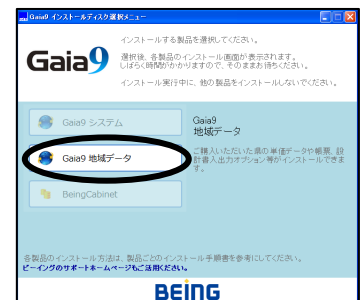 Gaia9 インストールディスク選択メニュー
Gaia9
インストールする製品を選択してください。
選択後、各製品のインストール画面が表示されます。
しばらく時間がかかりますので、そのままお待ちください。
インストール実行中に、他の製品をインストールしないでください。
Gaia9 システム
Gaia9 地域データ
BeingCabinet
Gaia9
地域データ
ご購入いただいた県の単価データや帳票、設
計書入出力オプション等がインストールできま
す。
各製品のインストール方法は、製品ごとのインストール手順書を参考にしてください。
ビーイングのサポートホームページもご活用ください。
BEING